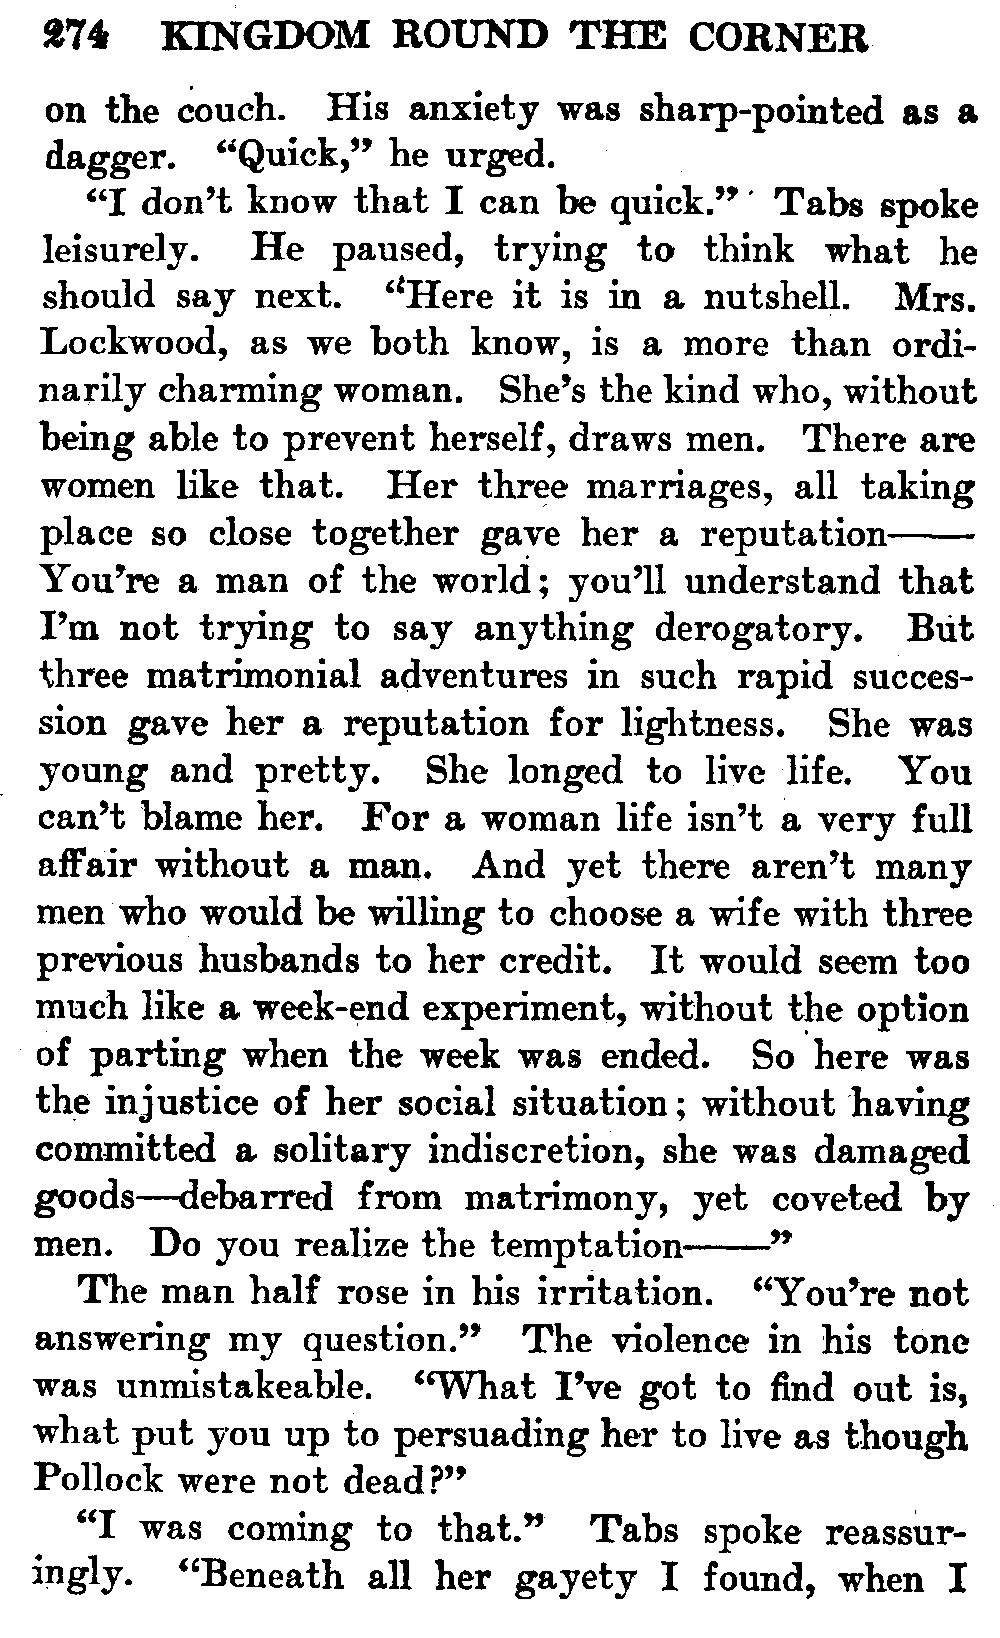 274 KINGDOM ROUND THE CORNER
on the couch. His anxiety was sharp-pointed as a
dagger. “Quick,” he urged.
“I don’t know that I can be quick.” Tabs spoke
leisurely. He paused, trying to think what he
should say next. “Here it is in a nutshell. Mrs.
Lockwood, as we both know, is a more than ordi-
narily charming woman. She’s the kind who, without
being able to prevent herself, draws men. There are
women like that. Her three marriages, all taking
place so close together gave her a reputation——
You’re a man of the world; you’ll understand that
I’m not trying to say anything derogatory. But
three matrimonial adventures in such rapid succes-
sion gave her a reputation for lightness. She was
young and pretty. She longed to live life. You
can’t blame her. For a woman life isn’t a very full
affair without a man. And yet there aren’t many
men who would be willing to choose a wife with three
previous husbands to her credit. It would seem too
much like a week-end experiment, without the option
of parting when the week was ended. So here was
the injustice of her social situation; without having
committed a solitary indiscretion, she was damaged
goods—debarred from matrimony, yet coveted by
men. Do you realize the temptation——”
The man half rose in his irritation. “You’re not
answering my question.” The violence in his tone
was unmistakeable. “What I’ve got to find out is,
what put you up to persuading her to live as though
Pollock were not dead?”
“I was coming to that.” Tabs spoke reassur-
ingly. “Beneath all her gayety I found, when I